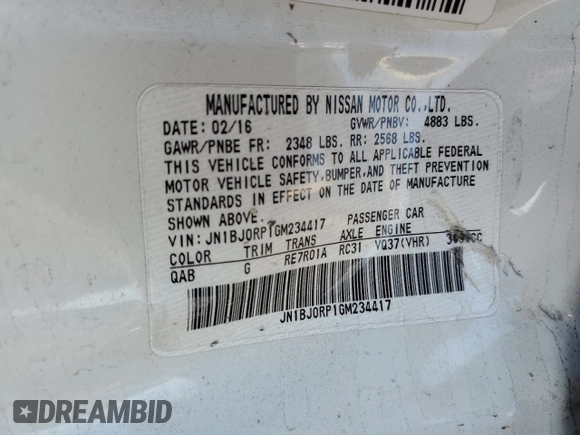 MANUFACTURED BY NISSAN MOTOR CO.,LTD.
DATE: 02/16 GVWR/PNBV: 4883 LBS.
GAWR/PNBE FR: 2348 LBS. RR: 2568 LBS.
THIS VEHICLE CONFORMS TO ALL APPLICABLE FEDERAL
MOTOR VEHICLE SAFETY,BUMPER,AND THEFT PREVENTION
STANDARDS IN EFFECT ON THE DATE OF MANUFACTURE
SHOWN ABOVE.
VIN: JN1BJ0RP1GM234417 PASSENGER CAR
COLOR TRIM TRANS AXLE ENGINE
QAB G RE7R01A RC31 VQ37(VHR)
JN1BJ0RP1GM234417
DREAMBID